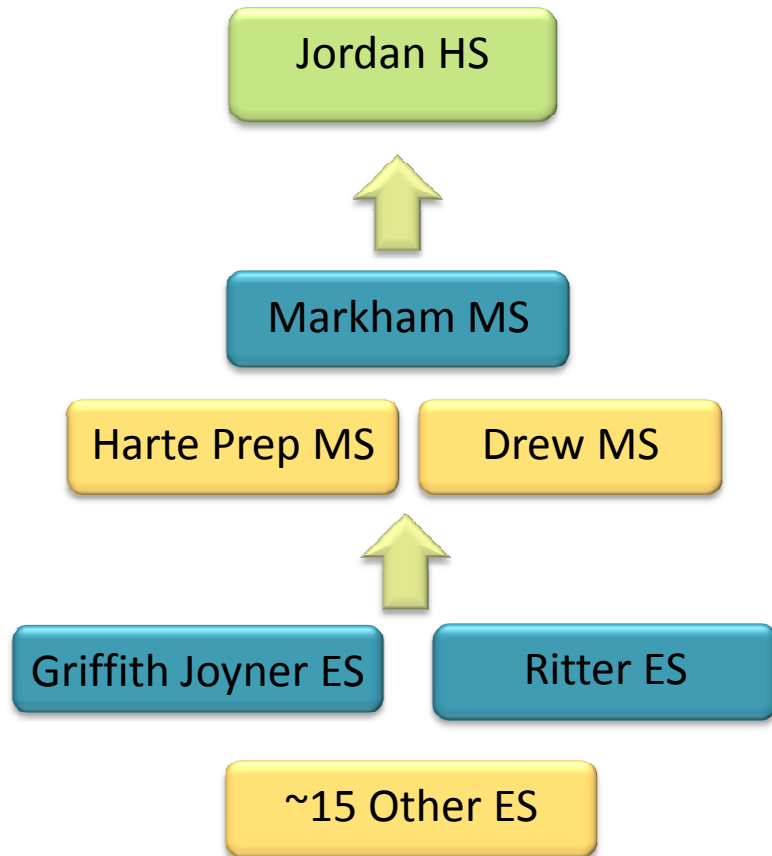 Jordan HS
Markham MS
Harte Prep MS
Drew MS
Griffith Joyner ES
Ritter ES
~15 Other ES